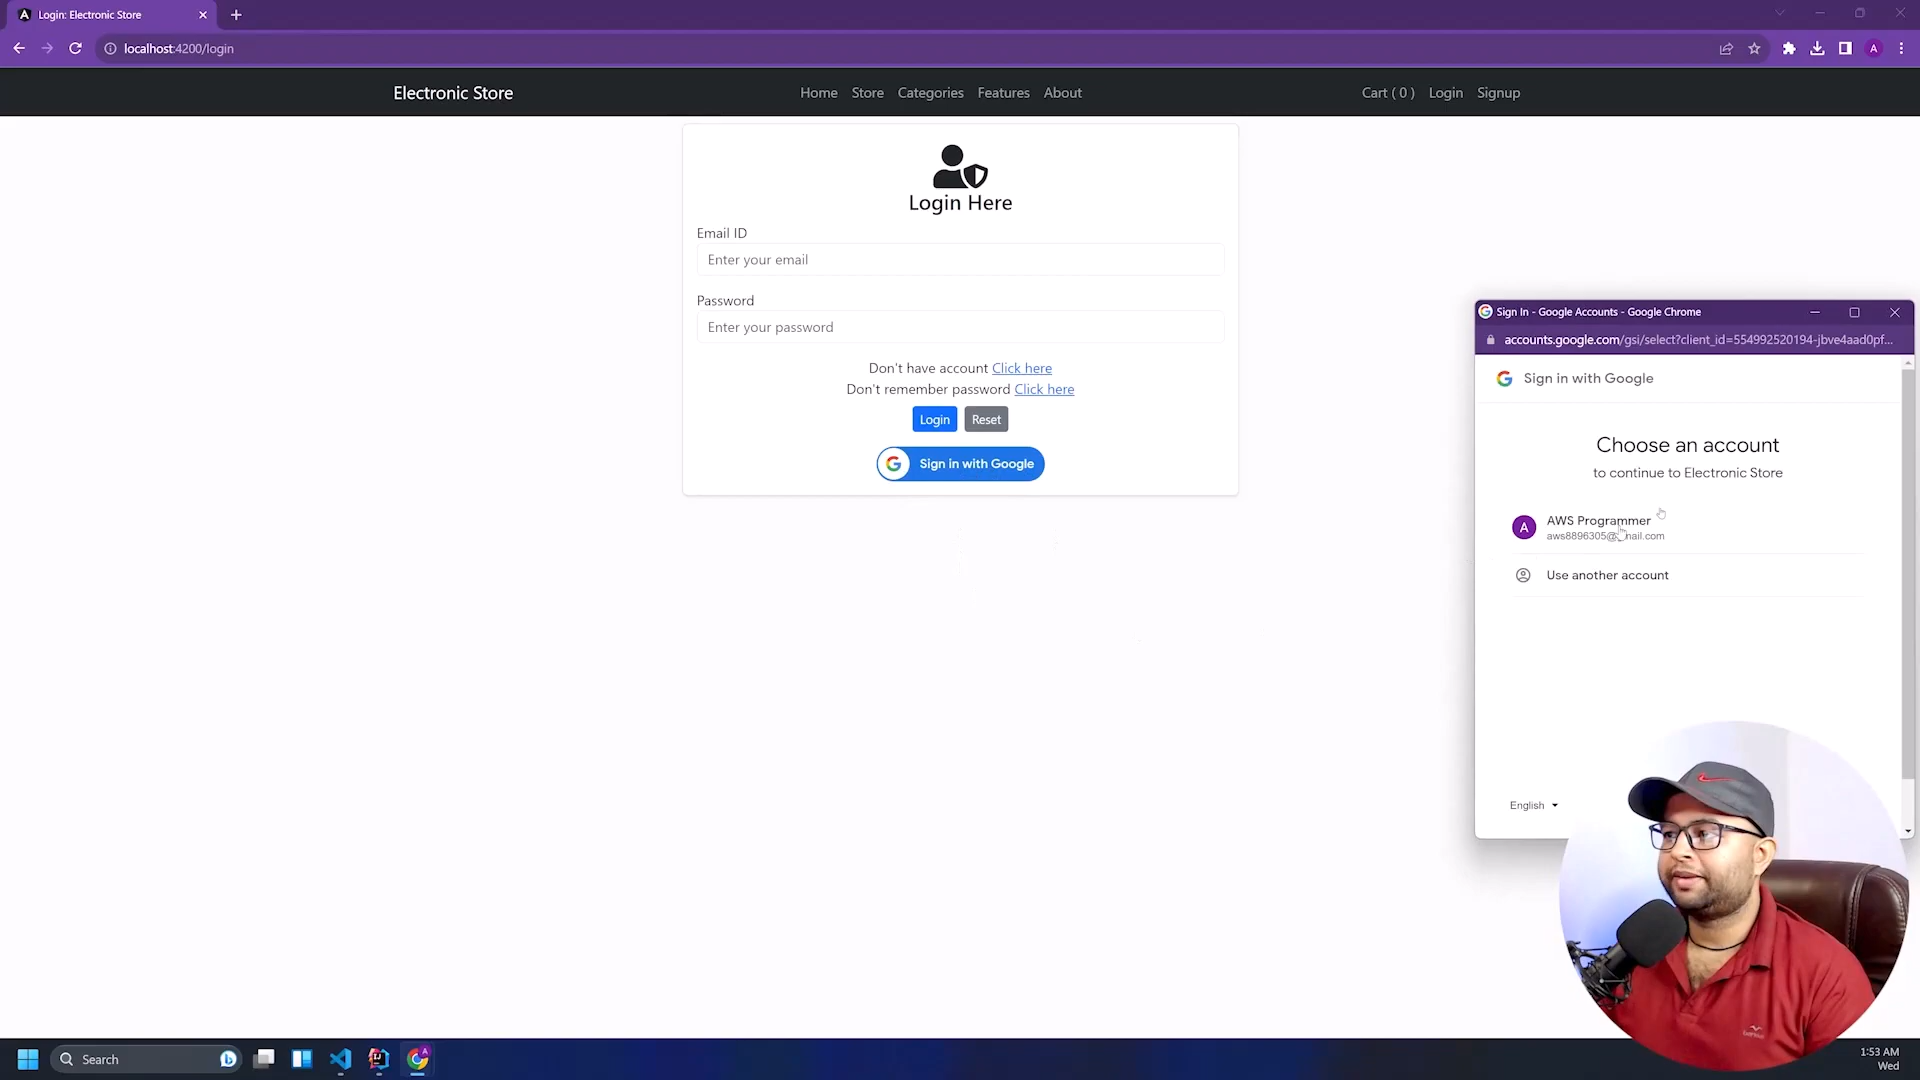 Login: Electronic Store
localhost:4200/login
A
Electronic Store
Home Store Categories Features About
Cart ( 0 ) Login Signup
Login Here
Email ID
Enter your email
Password
Enter your password
Don't have account Click here
Don't remember password Click here
Login Reset
Sign in with Google
Sign In - Google Accounts - Google Chrome
accounts.google.com/gsi/select?client_id=554992520194-jbve4aad0pf...
Sign in with Google
Choose an account
to continue to Electronic Store
A
AWS Programmer
Use another account
English
Search
1:53 AM
Wed